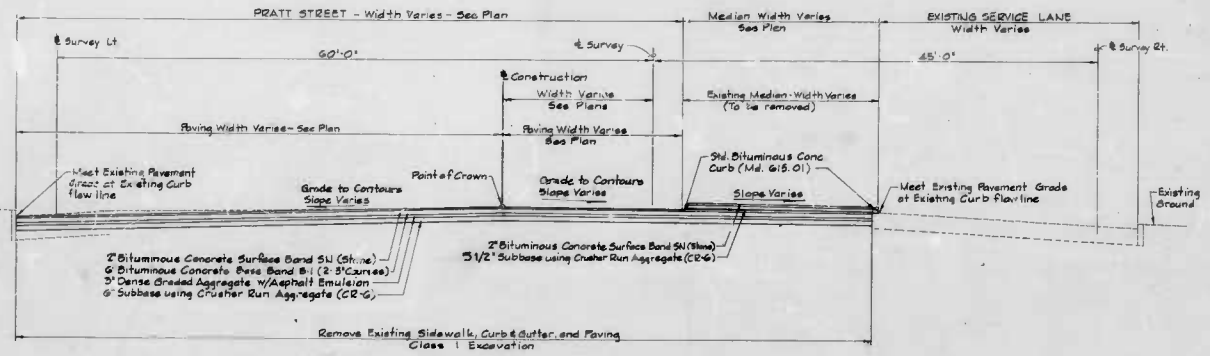 PRATT STREET - Width Varies - See Plan
Median Width Varies
See Plan
EXISTING SERVICE LANE
Width Varies
℄ Survey Lt
60'-0"
℄ Survey
45'-0"
℄ Survey Rt.
℄ Construction
Width Varies
See Plans
Existing Median-Width Varies
(To be removed)
Paving Width Varies - See Plan
Paving Width Varies
See Plan
Meet Existing Pavement
Grade at Existing Curb
flow line
Grade to Contours
Slope Varies
Point of Crown
Grade to Contours
Slope Varies
Std. Bituminous Conc.
Curb (Md. 615.01)
Slope Varies
Meet Existing Pavement Grade
at Existing Curb flowline
Existing
Ground
2" Bituminous Concrete Surface Band SN (Stone)
6" Bituminous Concrete Base Band B-1 (2-3" Courses)
3" Dense Graded Aggregate w/Asphalt Emulsion
6" Subbase using Crusher Run Aggregate (CR-6)
2" Bituminous Concrete Surface Band SN (Stone)
5 1/2" Subbase using Crusher Run Aggregate (CR-6)
Remove Existing Sidewalk, Curb & Gutter, and Paving
Class 1 Excavation